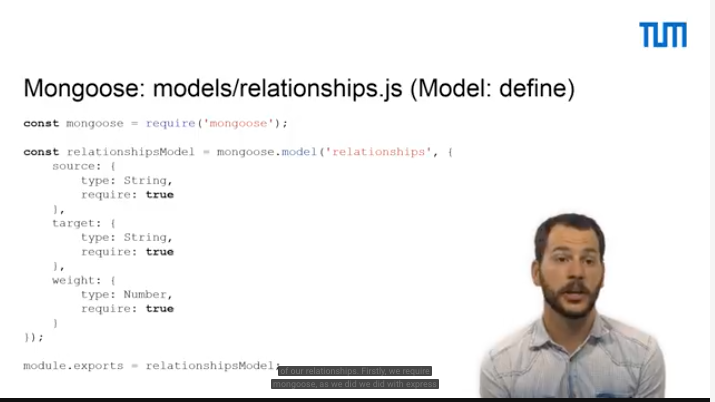 TUM
Mongoose: models/relationships.js (Model: define)
const mongoose = require('mongoose');
const relationshipsModel = mongoose.model('relationships', {
source: {
type: String,
require: true
},
target: {
type: String,
require: true
},
weight: {
type: Number,
require: true
}
});
module.exports = relationshipsModel;
of our relationships. Firstly, we require
mongoose, as we did we did with express